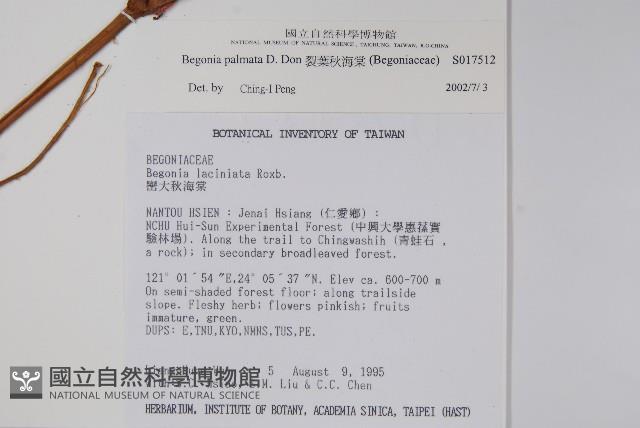 國立自然科學博物館
NATIONAL MUSEUM OF NATURAL SCIENCE, TAICHUNG, TAIWAN, R.O.CHINA
Begonia palmata D. Don 裂葉秋海棠 (Begoniaceae) S017512
Det. by Ching-I Peng 2002/7/3
BOTANICAL INVENTORY OF TAIWAN
BEGONIACEAE
Begonia laciniata Roxb.
巒大秋海棠
NANTOU HSIEN : Jenai Hsiang (仁愛鄉) :
NCHU Hui-Sun Experimental Forest (中興大學惠蓀實
驗林場). Along the trail to Chingwashih (青蛙石 ,
a rock); in secondary broadleaved forest.
121° 01´54 "E,24° 05´37 "N. Elev ca. 600-700 m
On semi-shaded forest floor; along trailside
slope. Fleshy herb; flowers pinkish; fruits
immature, green.
DUPS: E,TNU,KYO,NMNS,TUS,PE.
5 August 9, 1995
Liu & C.C. Chen
國立自然科學博物館
NATIONAL MUSEUM OF NATURAL SCIENCE
HERBARIUM, INSTITUTE OF BOTANY, ACADEMIA SINICA, TAIPEI (HAST)